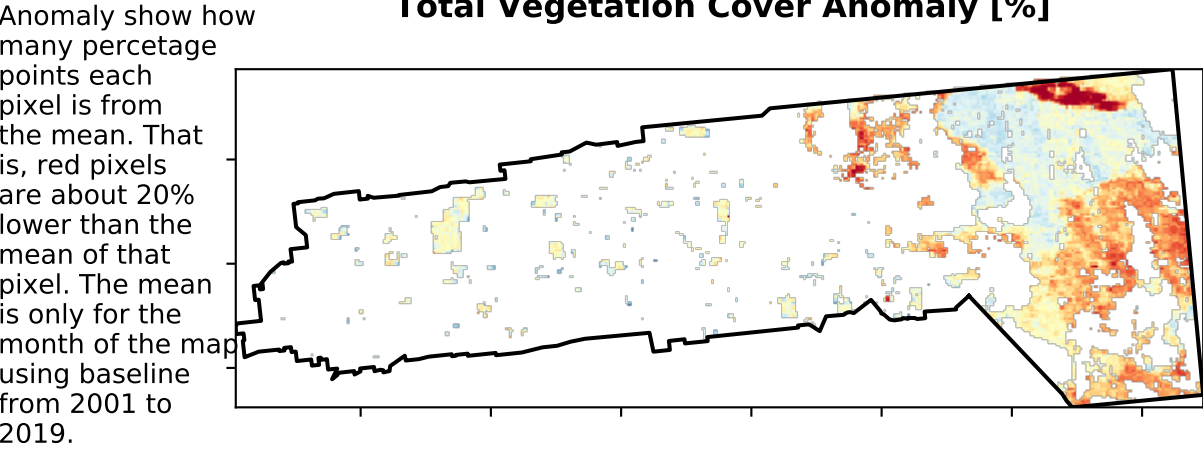 Total Vegetation Cover Anomaly [%]
Anomaly show how
many percetage
points each
pixel is from
the mean. That
is, red pixels
are about 20%
lower than the
mean of that
pixel. The mean
is only for the
month of the map
using baseline
from 2001 to
2019.